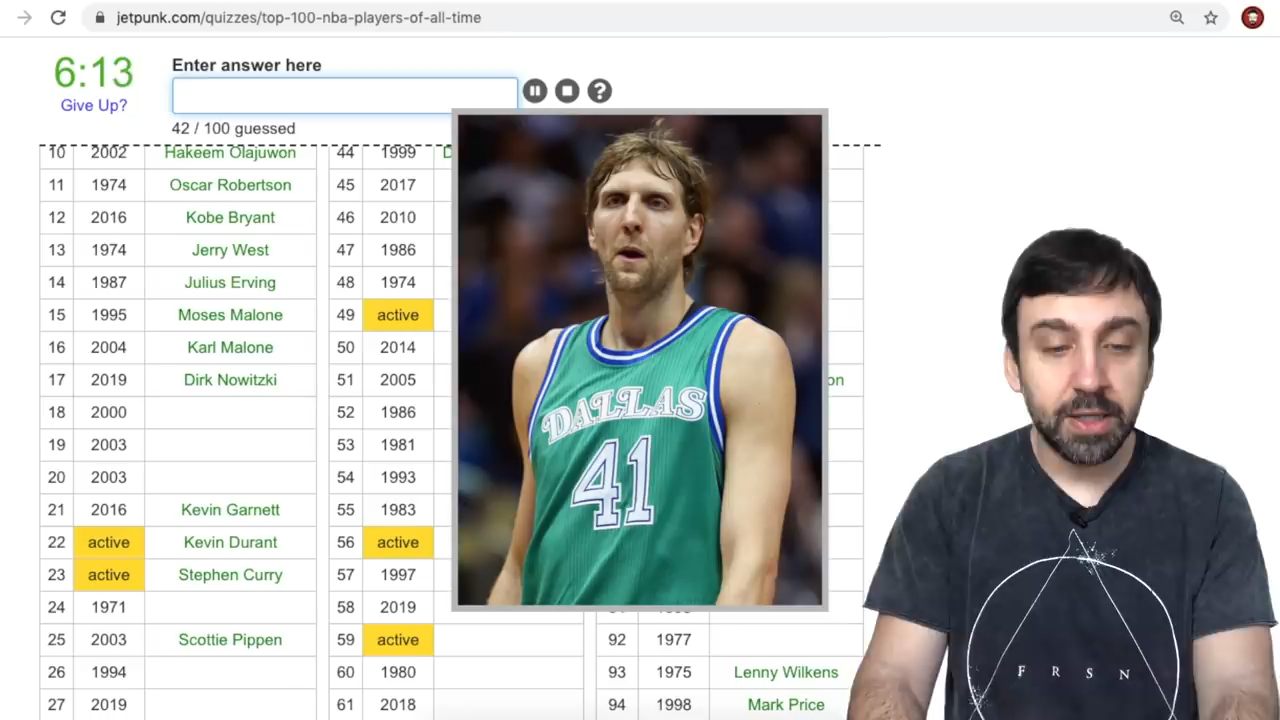 jetpunk.com/quizzes/top-100-nba-players-of-all-time
6:13
Give Up?
Enter answer here
42 / 100 guessed
10 2002 Hakeem Olajuwon
11 1974 Oscar Robertson
12 2016 Kobe Bryant
13 1974 Jerry West
14 1987 Julius Erving
15 1995 Moses Malone
16 2004 Karl Malone
17 2019 Dirk Nowitzki
18 2000
19 2003
20 2003
21 2016 Kevin Garnett
22 active Kevin Durant
23 active Stephen Curry
24 1971
25 2003 Scottie Pippen
26 1994
27 2019
44 1999 D
45 2017
46 2010
47 1986
48 1974
49 active
50 2014
51 2005
52 1986
53 1981
54 1993
55 1983
56 active
57 1997
58 2019
59 active
60 1980
61 2018
on
92 1977
93 1975 Lenny Wilkens
94 1998 Mark Price
DALLAS
41
F R S N